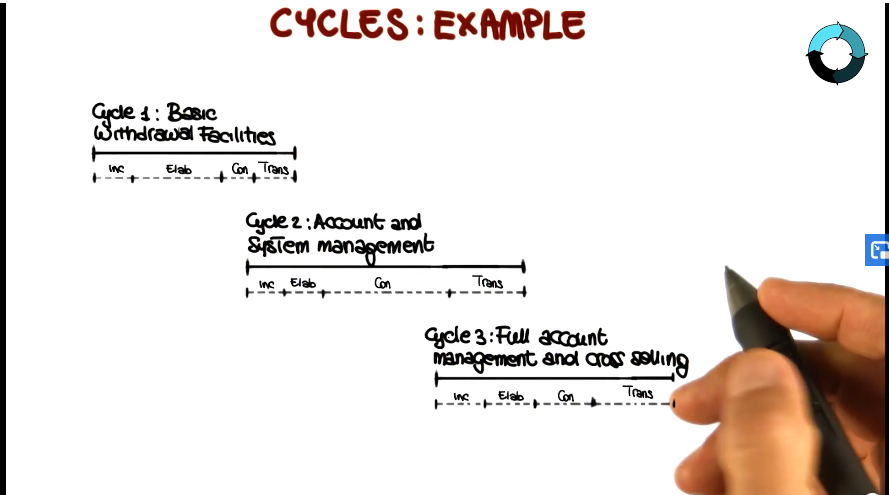 CYCLES: EXAMPLE
Cycle 1: Basic
Withdrawal Facilities
Inc Elab Con Trans
Cycle 2: Account and
System management
Inc Elab Con Trans
Cycle 3: Full account
management and cross selling
Inc Elab Con Trans